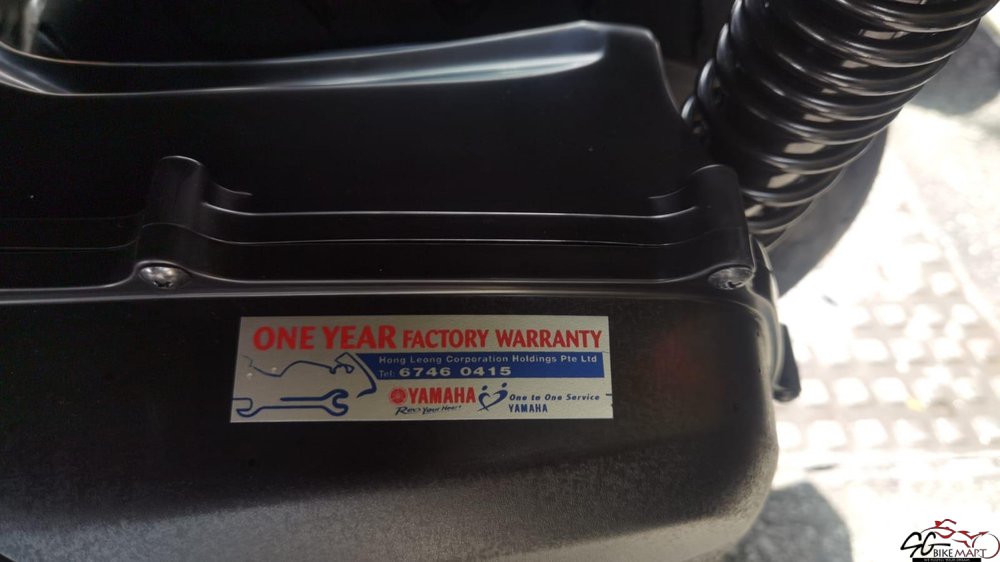 ONE YEAR FACTORY WARRANTY
Hong Leong Corporation Holdings Pte Ltd
Tel: 6746 0415
YAMAHA
Revs Your Heart
One to One Service
YAMAHA
SG BIKEMART